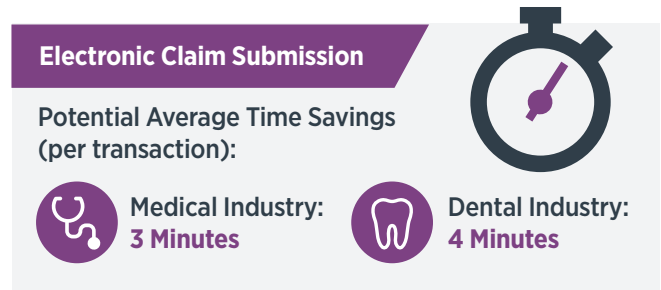 Electronic Claim Submission
Potential Average Time Savings
(per transaction):
Medical Industry:
3 Minutes
Dental Industry:
4 Minutes